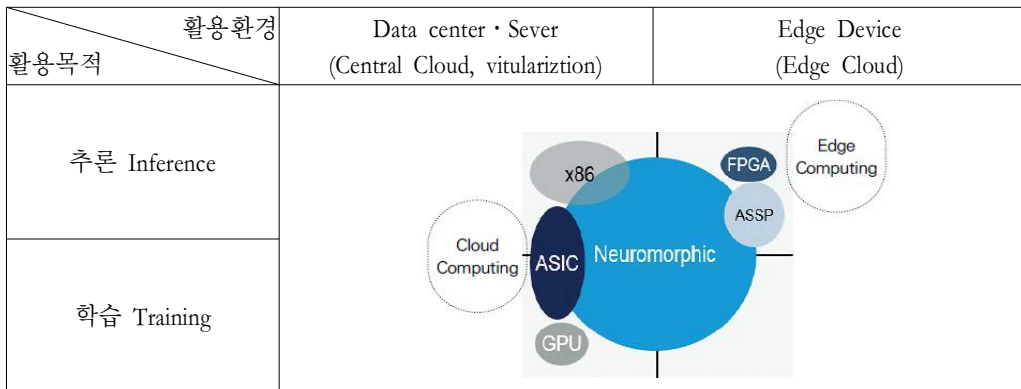 활용환경
활용목적
Data center · Sever
(Central Cloud, vitulariztion)
Edge Device
(Edge Cloud)
추론 Inference
학습 Training
x86
FPGA
Edge
Computing
ASSP
Cloud
Computing
ASIC
Neuromorphic
GPU